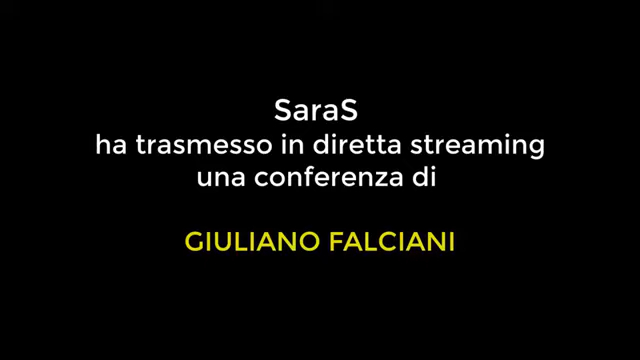 SaraS
ha trasmesso in diretta streaming
una conferenza di
GIULIANO FALCIANI